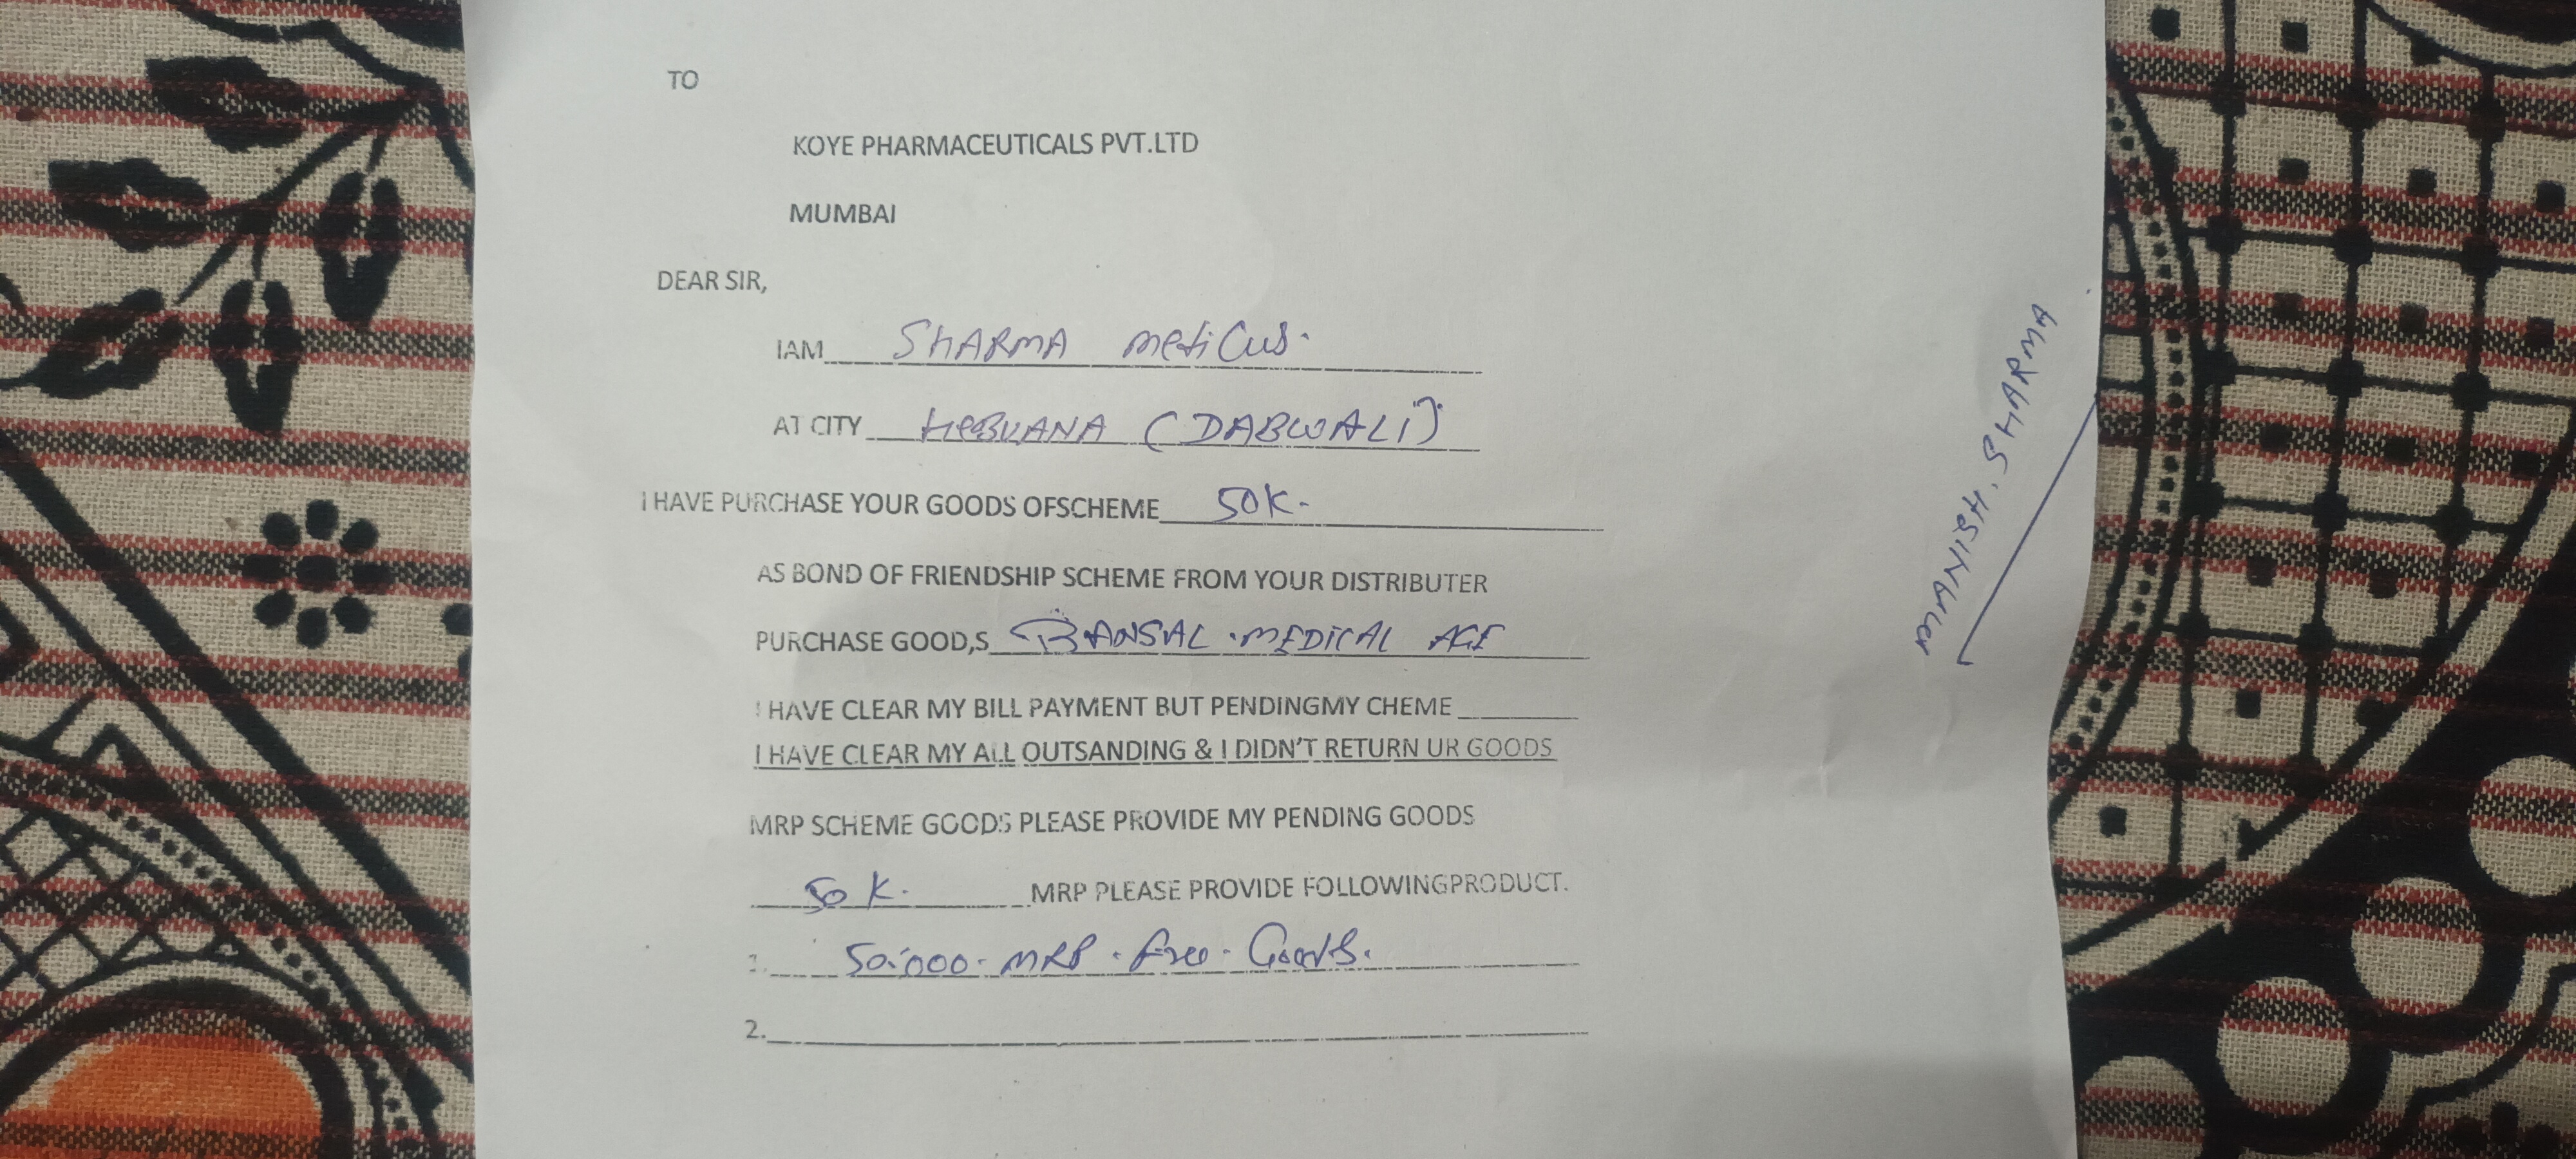 TO
KOYE PHARMACEUTICALS PVT.LTD
MUMBAI
DEAR SIR,
IAM SHARMA
AT CITY (DABWALI)
I HAVE PURCHASE YOUR GOODS OFSCHEME 50K.
AS BOND OF FRIENDSHIP SCHEME FROM YOUR DISTRIBUTER
PURCHASE GOOD,S BANSAL . MEDICAL AGE
I HAVE CLEAR MY BILL PAYMENT BUT PENDINGMY CHEME
I HAVE CLEAR MY ALL OUTSANDING & I DIDN'T RETURN UR GOODS
MRP SCHEME GOODS PLEASE PROVIDE MY PENDING GOODS
50 K. MRP PLEASE PROVIDE FOLLOWINGPRODUCT.
1. 50.000. MRP. free. Goods.
2.
MANISH. SHARMA